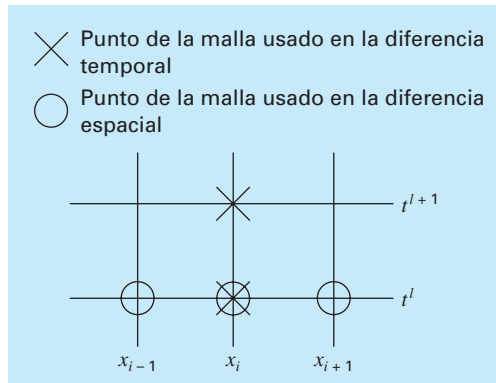 Punto de la malla usado en la diferencia
temporal
Punto de la malla usado en la diferencia
espacial
t^{l + 1}
t^l
x_{i – 1}
x_i
x_{i + 1}